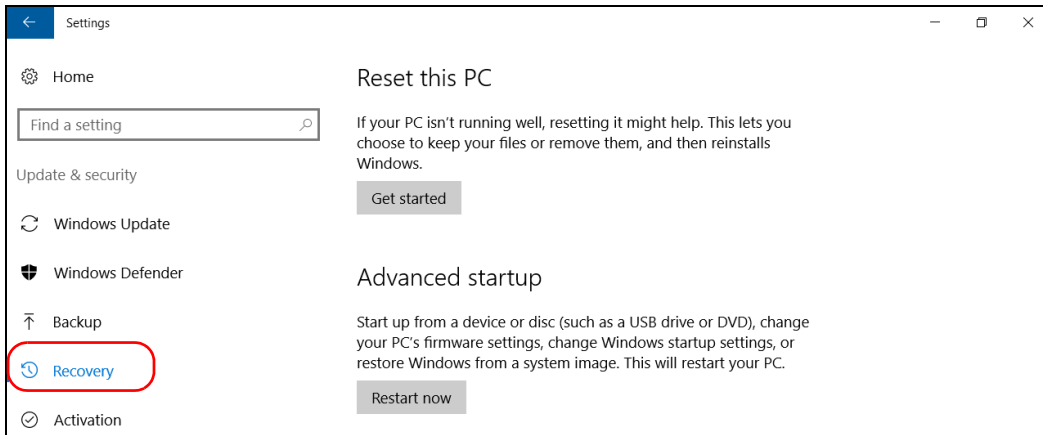 Settings
Home
Find a setting
Update & security
Windows Update
Windows Defender
Backup
Recovery
Activation
Reset this PC
If your PC isn't running well, resetting it might help. This lets you
choose to keep your files or remove them, and then reinstalls
Windows.
Get started
Advanced startup
Start up from a device or disc (such as a USB drive or DVD), change
your PC's firmware settings, change Windows startup settings, or
restore Windows from a system image. This will restart your PC.
Restart now